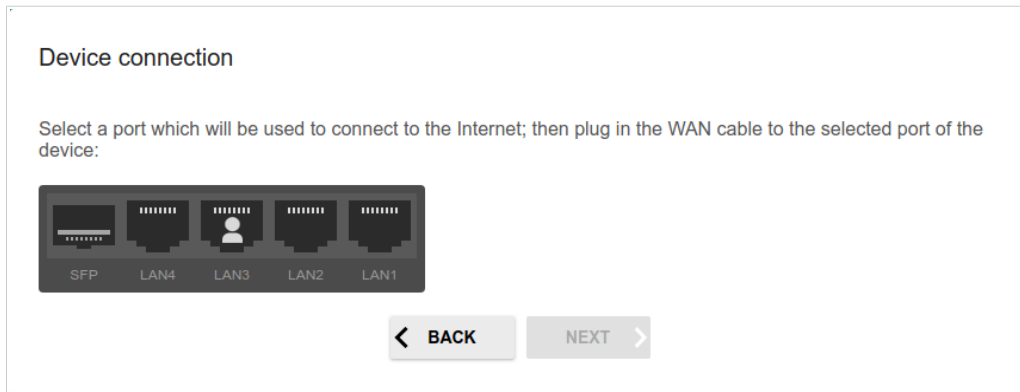 Device connection
Select a port which will be used to connect to the Internet; then plug in the WAN cable to the selected port of the
device:
SFP LAN4 LAN3 LAN2 LAN1
BACK NEXT